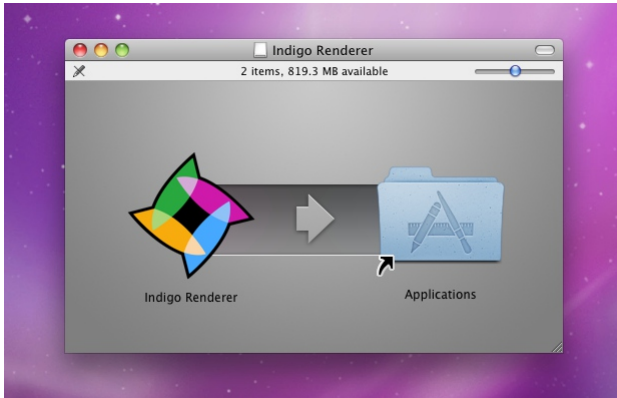 Indigo Renderer
2 items, 819.3 MB available
Indigo Renderer
Applications